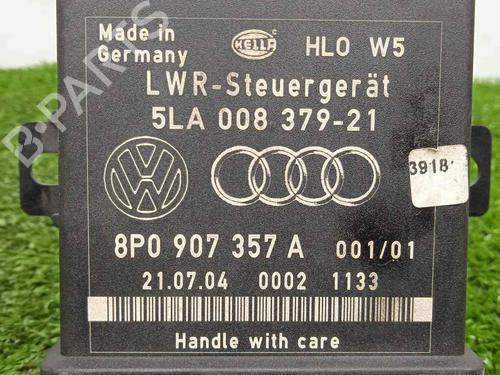 Made in
Germany
HELLA
HLO W5
LWR-Steuergerät
5LA 008 379-21
3918
8P0 907 357 A 001/01
21.07.04 0002 1133
Handle with care
B-PARTS